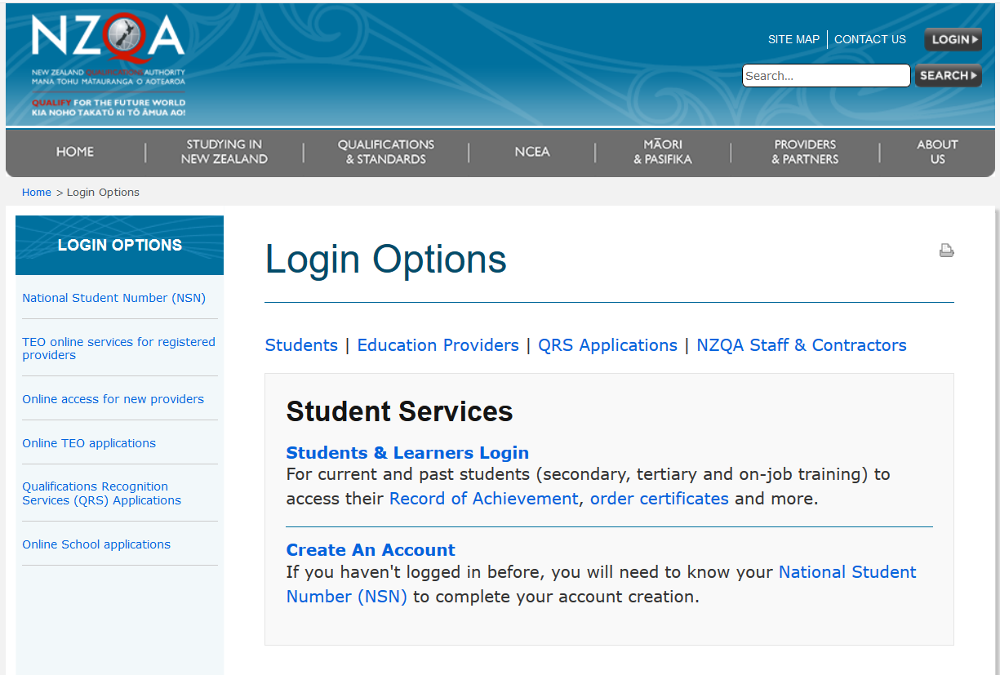 NZQA
NEW ZEALAND QUALIFICATIONS AUTHORITY
MANA TOHU MĀTAURANGA O AOTEAROA
QUALIFY FOR THE FUTURE WORLD
KIA NOHO TAKATŪ KI TŌ ĀMUA AO!
SITE MAP
CONTACT US
LOGIN
Search...
SEARCH
HOME
STUDYING IN
NEW ZEALAND
QUALIFICATIONS
& STANDARDS
NCEA
MĀORI
& PASIFIKA
PROVIDERS
& PARTNERS
ABOUT
US
Home > Login Options
LOGIN OPTIONS
National Student Number (NSN)
TEO online services for registered
providers
Online access for new providers
Online TEO applications
Qualifications Recognition
Services (QRS) Applications
Online School applications
Login Options
Students | Education Providers | QRS Applications | NZQA Staff & Contractors
Student Services
Students & Learners Login
For current and past students (secondary, tertiary and on-job training) to
access their Record of Achievement, order certificates and more.
Create An Account
If you haven't logged in before, you will need to know your National Student
Number (NSN) to complete your account creation.